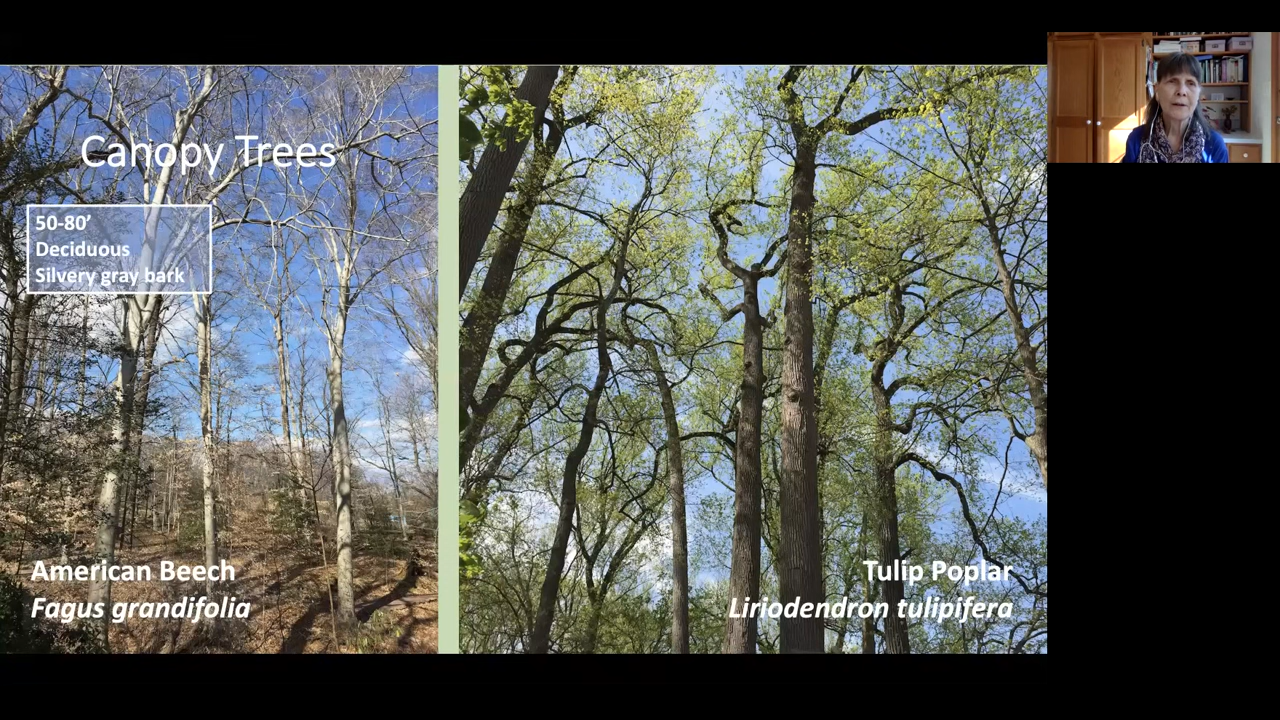 Canopy Trees
50-80’
Deciduous
Silvery gray bark
American Beech
Fagus grandifolia
Tulip Poplar
Liriodendron tulipifera